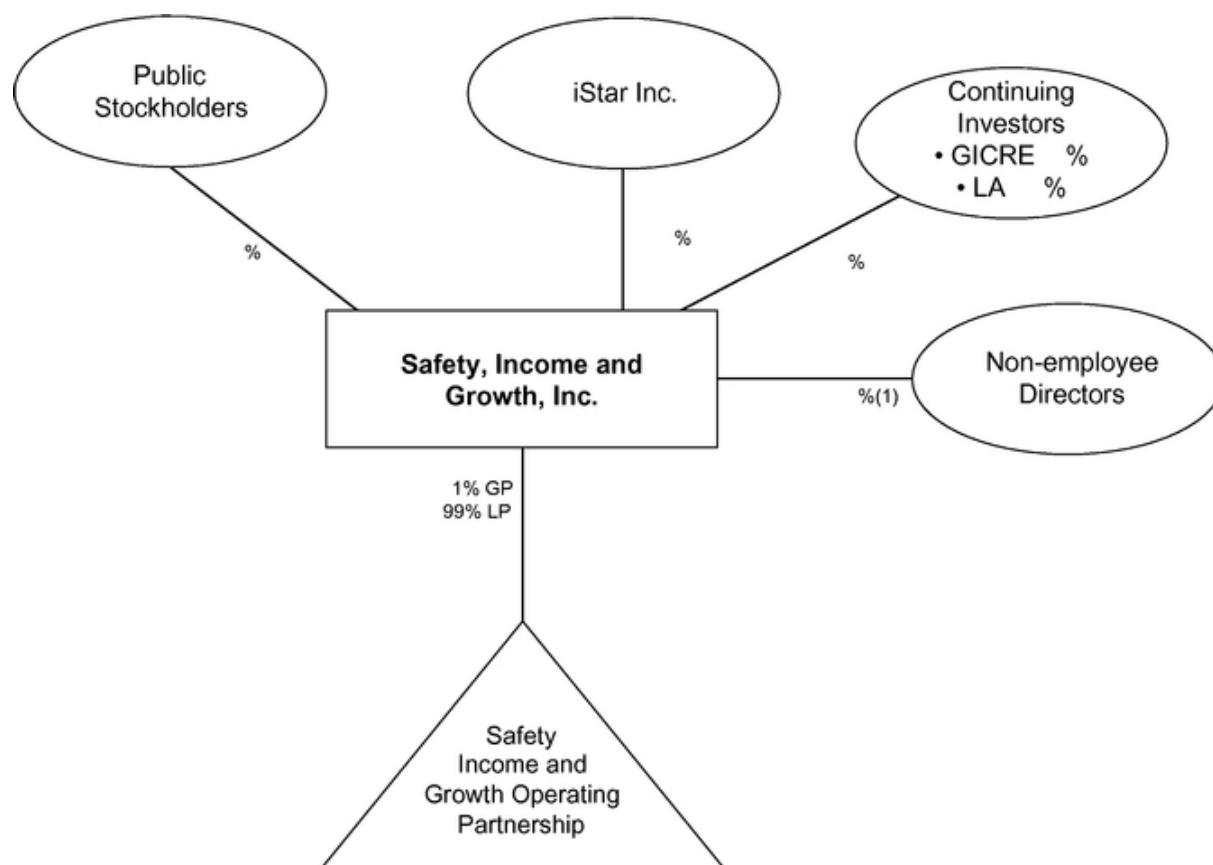 Public
Stockholders
iStar Inc.
Continuing
Investors
• GICRE %
• LA %
%
%
%
Safety, Income and
Growth, Inc.
Non-employee
Directors
%(1)
1% GP
99% LP
Safety
Income and
Growth Operating
Partnership